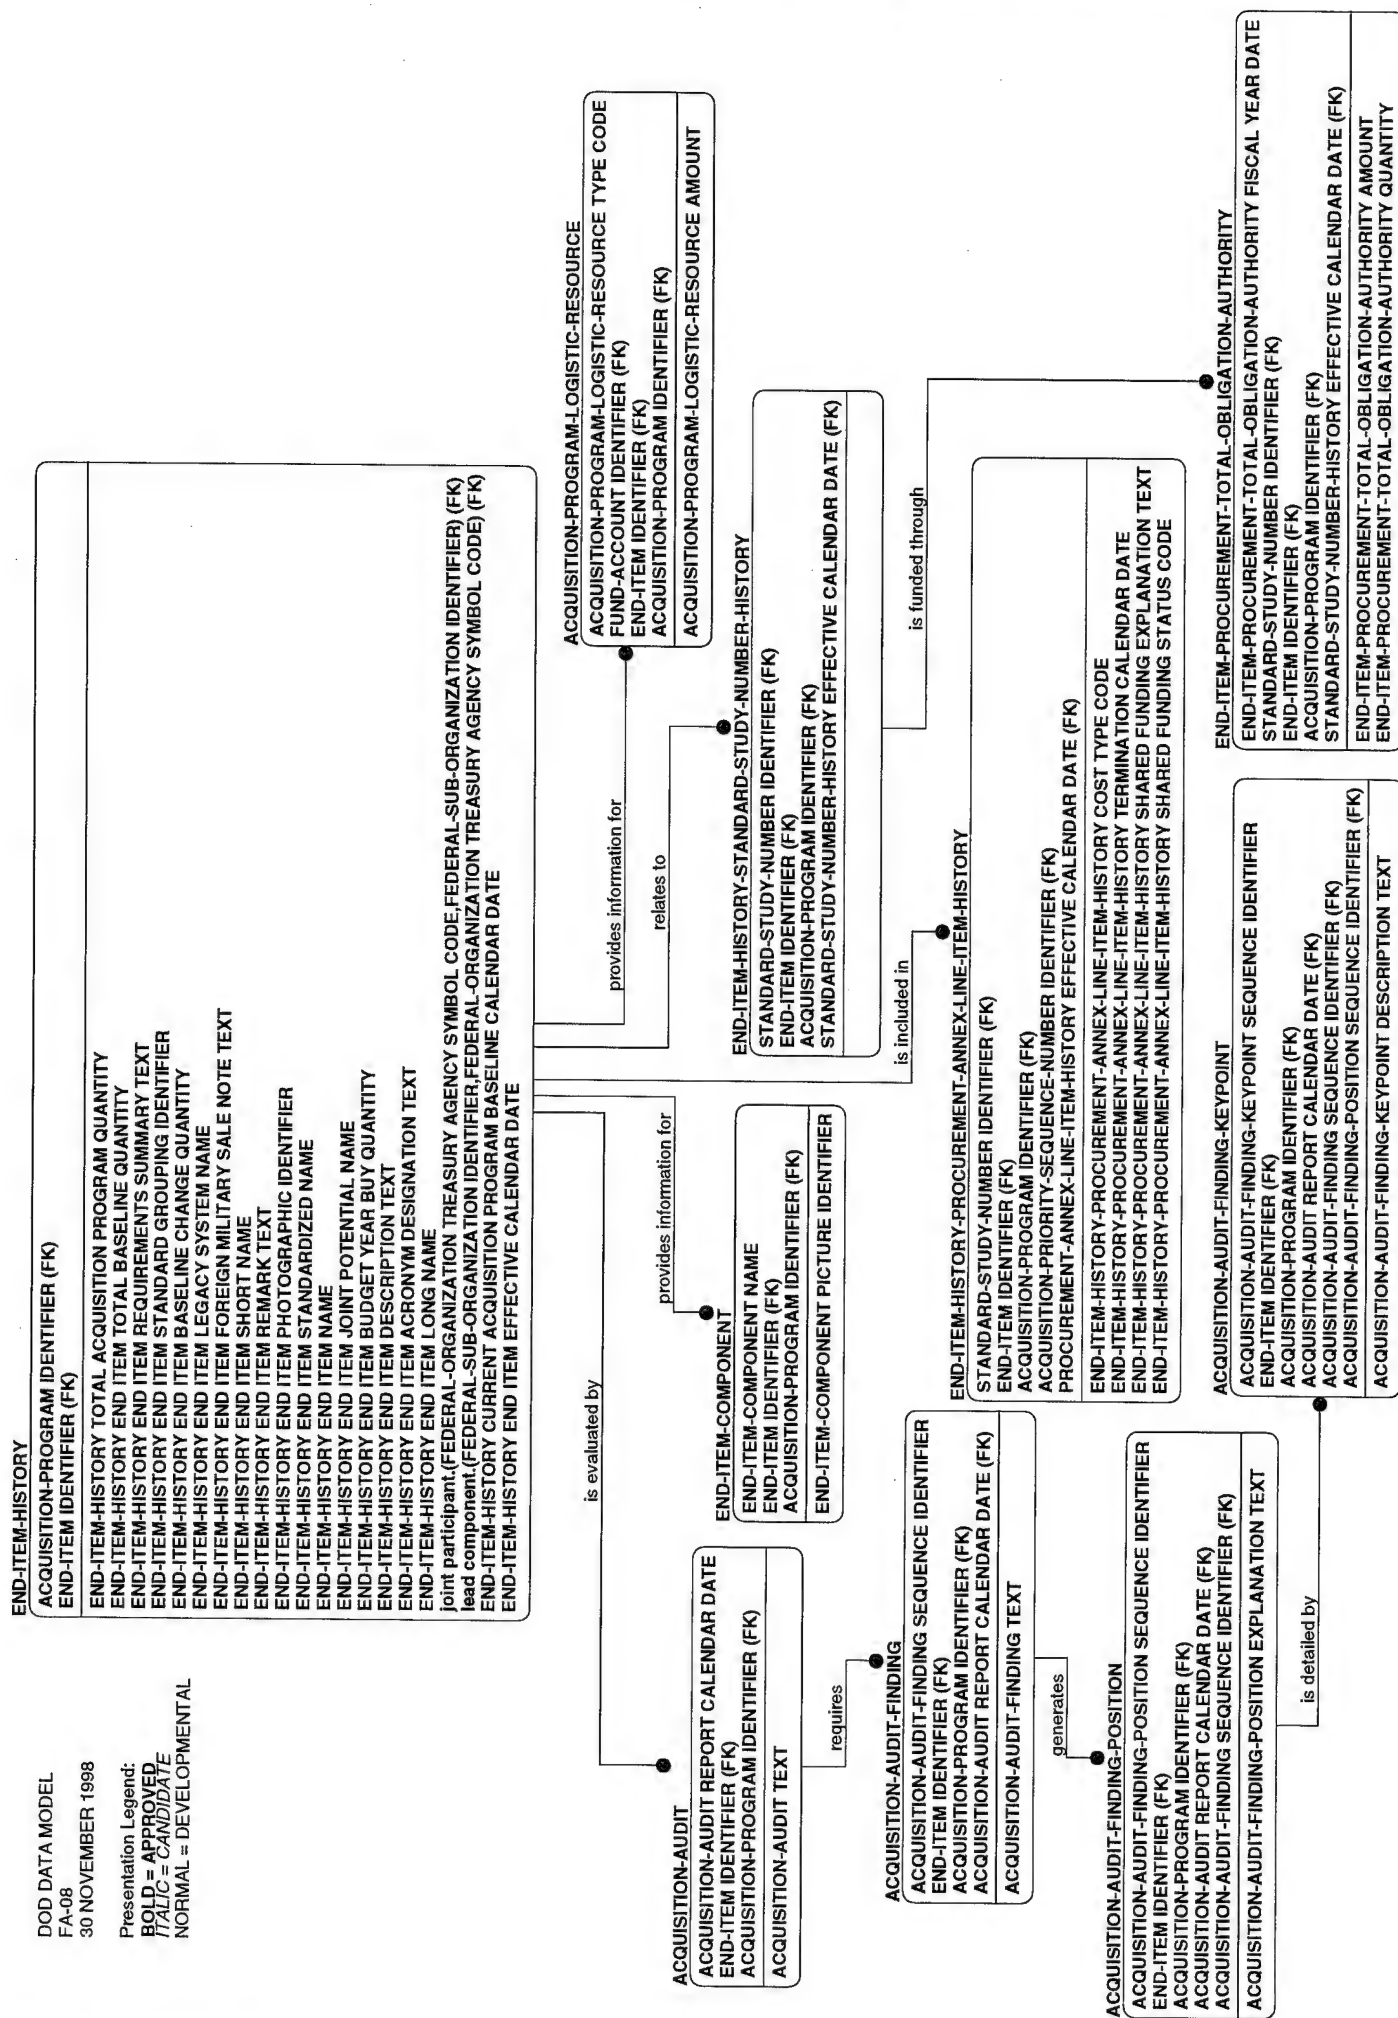 DOD DATA MODEL
FA-08
30 NOVEMBER 1998
Presentation Legend:
BOLD = APPROVED
ITALIC = CANDIDATE
NORMAL = DEVELOPMENTAL
END-ITEM-HISTORY
ACQUISITION-PROGRAM IDENTIFIER (FK)
END-ITEM IDENTIFIER (FK)
END-ITEM-HISTORY TOTAL ACQUISITION PROGRAM QUANTITY
END-ITEM-HISTORY END ITEM TOTAL BASELINE QUANTITY
END-ITEM-HISTORY END ITEM REQUIREMENTS SUMMARY TEXT
END-ITEM-HISTORY END ITEM STANDARD GROUPING IDENTIFIER
END-ITEM-HISTORY END ITEM BASELINE CHANGE QUANTITY
END-ITEM-HISTORY END ITEM LEGACY SYSTEM NAME
END-ITEM-HISTORY END ITEM FOREIGN MILITARY SALE NOTE TEXT
END-ITEM-HISTORY END ITEM SHORT NAME
END-ITEM-HISTORY END ITEM REMARK TEXT
END-ITEM-HISTORY END ITEM PHOTOGRAPHIC IDENTIFIER
END-ITEM-HISTORY END ITEM STANDARDIZED NAME
END-ITEM-HISTORY END ITEM NAME
END-ITEM-HISTORY END ITEM JOINT POTENTIAL NAME
END-ITEM-HISTORY END ITEM BUDGET YEAR BUY QUANTITY
END-ITEM-HISTORY END ITEM DESCRIPTION TEXT
END-ITEM-HISTORY END ITEM ACRONYM DESIGNATION TEXT
END-ITEM-HISTORY END ITEM LONG NAME
joint participant.(FEDERAL-ORGANIZATION TREASURY AGENCY SYMBOL CODE,FEDERAL-SUB-ORGANIZATION IDENTIFIER) (FK)
lead component.(FEDERAL-SUB-ORGANIZATION IDENTIFIER,FEDERAL-ORGANIZATION TREASURY AGENCY SYMBOL CODE) (FK)
END-ITEM-HISTORY CURRENT ACQUISITION PROGRAM BASELINE CALENDAR DATE
END-ITEM-HISTORY END ITEM EFFECTIVE CALENDAR DATE
is evaluated by
provides information for
is included in
relates to
provides information for
ACQUISITION-PROGRAM-LOGISTIC-RESOURCE
ACQUISITION-PROGRAM-LOGISTIC-RESOURCE TYPE CODE
FUND-ACCOUNT IDENTIFIER (FK)
END-ITEM IDENTIFIER (FK)
ACQUISITION-PROGRAM IDENTIFIER (FK)
ACQUISITION-PROGRAM-LOGISTIC-RESOURCE AMOUNT
ACQUISITION-AUDIT
ACQUISITION-AUDIT REPORT CALENDAR DATE
END-ITEM IDENTIFIER (FK)
ACQUISITION-PROGRAM IDENTIFIER (FK)
ACQUISITION-AUDIT TEXT
END-ITEM-COMPONENT
END-ITEM-COMPONENT NAME
END-ITEM IDENTIFIER (FK)
ACQUISITION-PROGRAM IDENTIFIER (FK)
END-ITEM-COMPONENT PICTURE IDENTIFIER
END-ITEM-HISTORY-STANDARD-STUDY-NUMBER-HISTORY
STANDARD-STUDY-NUMBER IDENTIFIER (FK)
END-ITEM IDENTIFIER (FK)
ACQUISITION-PROGRAM IDENTIFIER (FK)
STANDARD-STUDY-NUMBER-HISTORY EFFECTIVE CALENDAR DATE (FK)
requires
is funded through
ACQUISITION-AUDIT-FINDING
ACQUISITION-AUDIT-FINDING SEQUENCE IDENTIFIER
END-ITEM IDENTIFIER (FK)
ACQUISITION-PROGRAM IDENTIFIER (FK)
ACQUISITION-AUDIT REPORT CALENDAR DATE (FK)
ACQUISITION-AUDIT-FINDING TEXT
END-ITEM-HISTORY-PROCUREMENT-ANNEX-LINE-ITEM-HISTORY
STANDARD-STUDY-NUMBER IDENTIFIER (FK)
END-ITEM IDENTIFIER (FK)
ACQUISITION-PROGRAM IDENTIFIER (FK)
ACQUISITION-PRIORITY-SEQUENCE-NUMBER IDENTIFIER (FK)
PROCUREMENT-ANNEX-LINE-ITEM-HISTORY EFFECTIVE CALENDAR DATE (FK)
END-ITEM-HISTORY-PROCUREMENT-ANNEX-LINE-ITEM-HISTORY COST TYPE CODE
END-ITEM-HISTORY-PROCUREMENT-ANNEX-LINE-ITEM-HISTORY TERMINATION CALENDAR DATE
END-ITEM-HISTORY-PROCUREMENT-ANNEX-LINE-ITEM-HISTORY SHARED FUNDING EXPLANATION TEXT
END-ITEM-HISTORY-PROCUREMENT-ANNEX-LINE-ITEM-HISTORY SHARED FUNDING STATUS CODE
generates
ACQUISITION-AUDIT-FINDING-POSITION
ACQUISITION-AUDIT-FINDING-POSITION SEQUENCE IDENTIFIER
END-ITEM IDENTIFIER (FK)
ACQUISITION-PROGRAM IDENTIFIER (FK)
ACQUISITION-AUDIT REPORT CALENDAR DATE (FK)
ACQUISITION-AUDIT-FINDING SEQUENCE IDENTIFIER (FK)
ACQUISITION-AUDIT-FINDING-POSITION EXPLANATION TEXT
is detailed by
ACQUISITION-AUDIT-FINDING-KEYPOINT
ACQUISITION-AUDIT-FINDING-KEYPOINT SEQUENCE IDENTIFIER
END-ITEM IDENTIFIER (FK)
ACQUISITION-PROGRAM IDENTIFIER (FK)
ACQUISITION-AUDIT REPORT CALENDAR DATE (FK)
ACQUISITION-AUDIT-FINDING SEQUENCE IDENTIFIER (FK)
ACQUISITION-AUDIT-FINDING-POSITION SEQUENCE IDENTIFIER (FK)
ACQUISITION-AUDIT-FINDING-KEYPOINT DESCRIPTION TEXT
END-ITEM-PROCUREMENT-TOTAL-OBLIGATION-AUTHORITY
END-ITEM-PROCUREMENT-TOTAL-OBLIGATION-AUTHORITY FISCAL YEAR DATE
STANDARD-STUDY-NUMBER IDENTIFIER (FK)
END-ITEM IDENTIFIER (FK)
ACQUISITION-PROGRAM IDENTIFIER (FK)
STANDARD-STUDY-NUMBER-HISTORY EFFECTIVE CALENDAR DATE (FK)
END-ITEM-PROCUREMENT-TOTAL-OBLIGATION-AUTHORITY AMOUNT
END-ITEM-PROCUREMENT-TOTAL-OBLIGATION-AUTHORITY QUANTITY